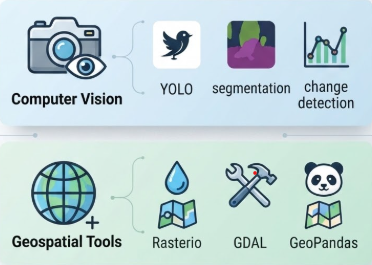 Computer Vision
YOLO
segmentation
change
detection
Geospatial Tools
Rasterio
GDAL
GeoPandas